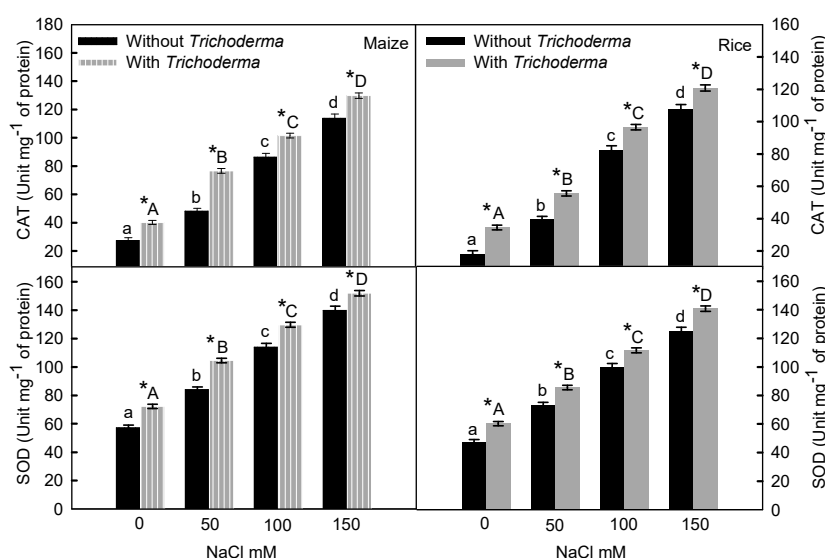 180
160
140
120
100
80
60
40
20
CAT (Unit mg⁻¹ of protein)
Without Trichoderma
With Trichoderma
Maize
a
*A
b
*B
c
*C
d
*D
Without Trichoderma
With Trichoderma
Rice
a
*A
b
*B
c
*C
d
*D
160
140
120
100
80
60
40
20
CAT (Unit mg⁻¹ of protein)
160
140
120
100
80
60
40
20
0
SOD (Unit mg⁻¹ of protein)
a
*A
b
*B
c
*C
d
*D
0
50
100
150
NaCl mM
a
*A
b
*B
c
*C
d
*D
0
50
100
150
NaCl mM
160
140
120
100
80
60
40
20
0
SOD (Unit mg⁻¹ of protein)